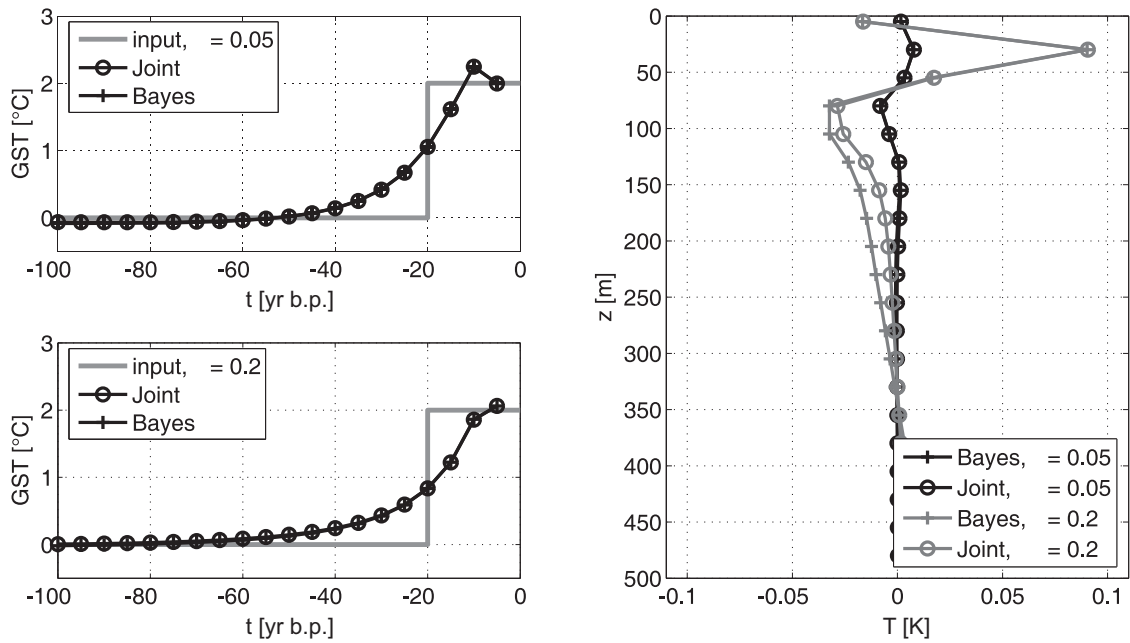 3
2
1
0
GST [°C]
input, = 0.05
Joint
Bayes
-100 -80 -60 -40 -20 0
t [yr b.p.]
3
2
1
0
GST [°C]
input, = 0.2
Joint
Bayes
-100 -80 -60 -40 -20 0
t [yr b.p.]
0
50
100
150
200
250
300
350
400
450
500
z [m]
Bayes, = 0.05
Joint, = 0.05
Bayes, = 0.2
Joint, = 0.2
-0.1 -0.05 0 0.05 0.1
T [K]